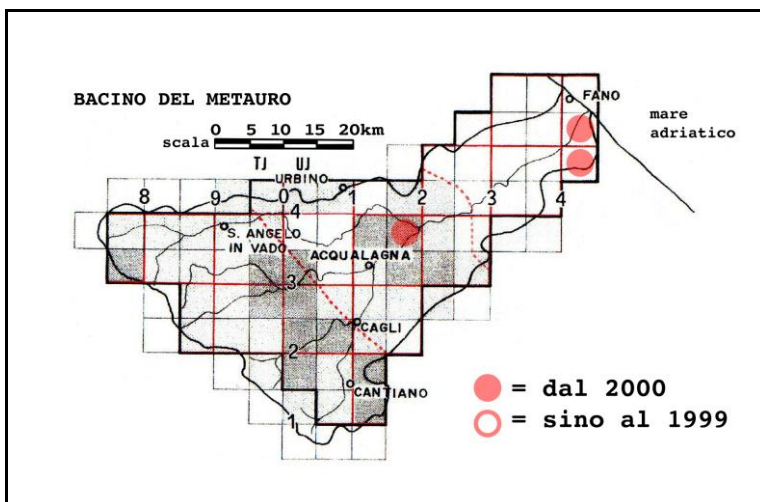 BACINO DEL METAURO
FANO
mare
adriatico
scala 0 5 10 15 20km
TJ UJ
URBINO
8 9 0 1 2 3 4
4
S. ANGELO
IN VADO
ACQUALAGNA
3
CAGLI
2
CANTIANO
1
= dal 2000
= sino al 1999